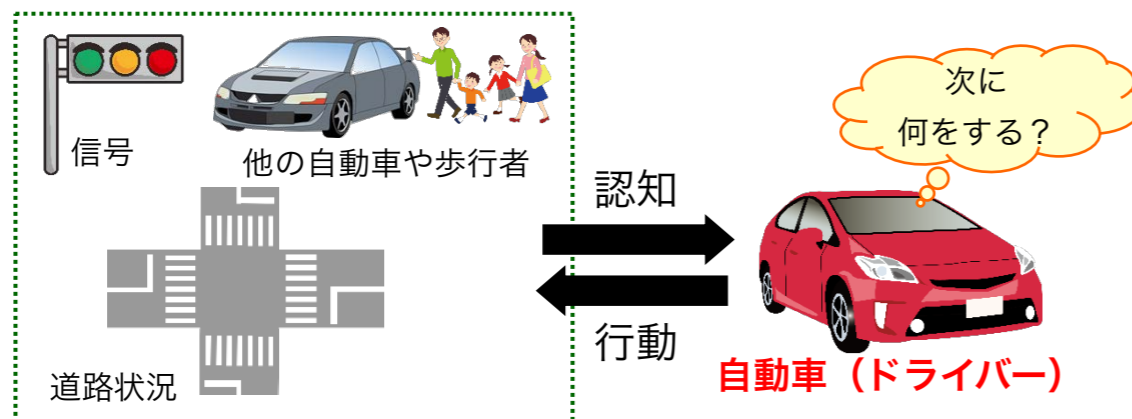 信号
他の自動車や歩行者
道路状況
認知
行動
次に
何をする？
自動車（ドライバー）